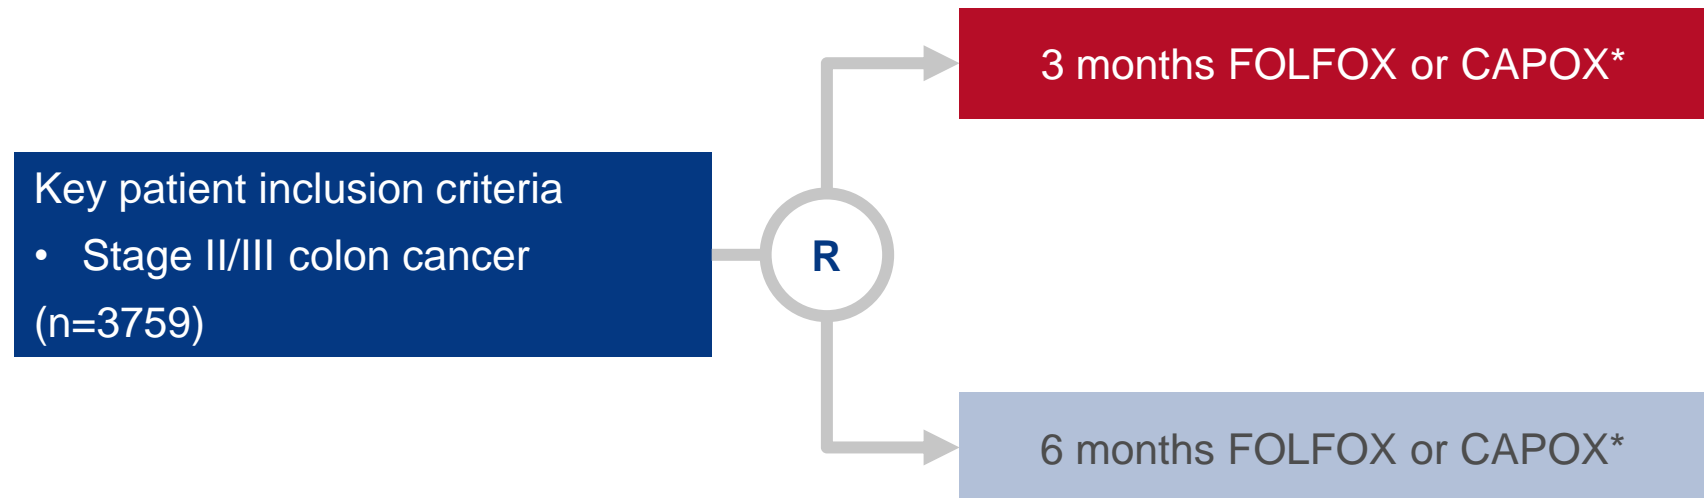 3 months FOLFOX or CAPOX*
Key patient inclusion criteria
• Stage II/III colon cancer
(n=3759)
R
6 months FOLFOX or CAPOX*